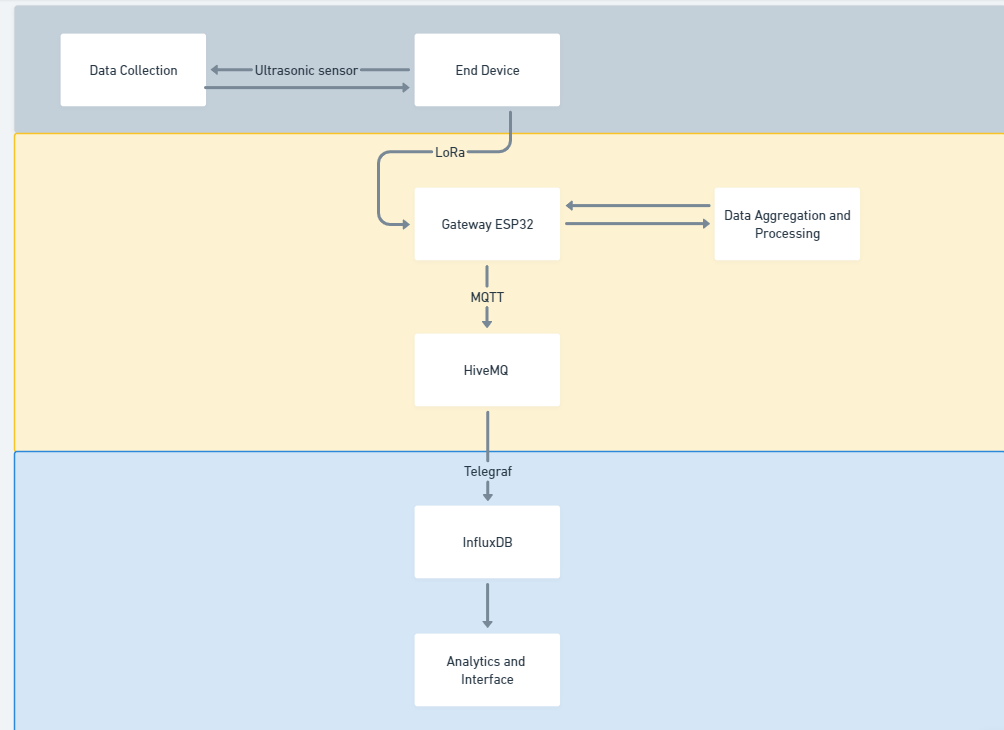 Data Collection
Ultrasonic sensor
End Device
LoRa
Gateway ESP32
Data Aggregation and
Processing
MQTT
HiveMQ
Telegraf
InfluxDB
Analytics and
Interface